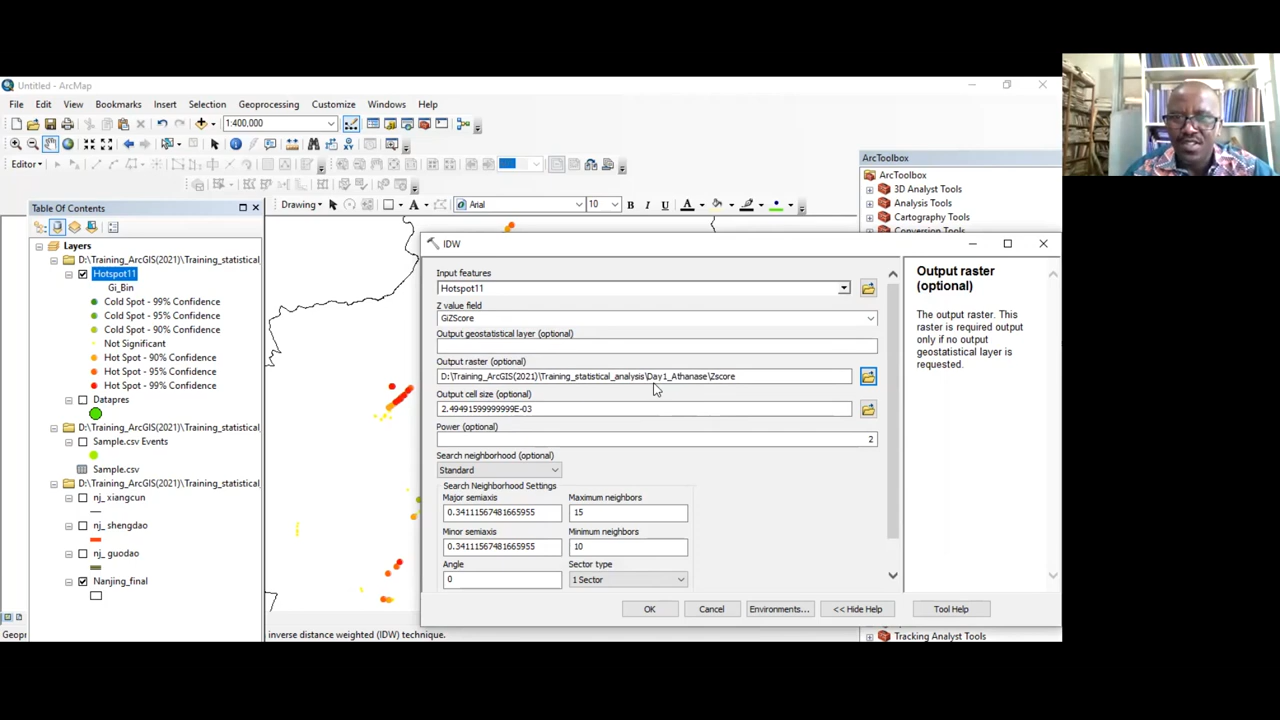 Untitled - ArcMap
File Edit View Bookmarks Insert Selection Geoprocessing Customize Windows Help
1:400,000
Editor
Drawing Arial 10 B I U A
Table Of Contents
Layers
D:\Training_ArcGIS(2021)\Training_statistical_
Hotspot11
Gi_Bin
Cold Spot - 99% Confidence
Cold Spot - 95% Confidence
Cold Spot - 90% Confidence
Not Significant
Hot Spot - 90% Confidence
Hot Spot - 95% Confidence
Hot Spot - 99% Confidence
Datapres
D:\Training_ArcGIS(2021)\Training_statistical_
Sample.csv Events
Sample.csv
D:\Training_ArcGIS(2021)\Training_statistical_
nj_xiangcun
nj_shengdao
nj_guodao
Nanjing_final
Geopr
IDW
Input features
Hotspot11
Z value field
GiZScore
Output geostatistical layer (optional)
Output raster (optional)
D:\Training_ArcGIS(2021)\Training_statistical_analysis\Day1_Athanase\Zscore
Output cell size (optional)
2.49491599999999E-03
Power (optional)
2
Search neighborhood (optional)
Standard
Search Neighborhood Settings
Major semiaxis Maximum neighbors
0.34111567481665955 15
Minor semiaxis Minimum neighbors
0.34111567481665955 10
Angle Sector type
0 1 Sector
OK Cancel Environments... << Hide Help Tool Help
inverse distance weighted (IDW) technique.
Output raster
(optional)
The output raster. This
raster is required output
only if no output
geostatistical layer is
requested.
ArcToolbox
ArcToolbox
3D Analyst Tools
Analysis Tools
Cartography Tools
Conversion Tools
Tracking Analyst Tools